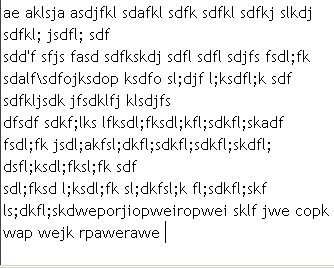 ae aklsja asdjfkl sdafkl sdfk sdfkl sdfkj slkdj
sdfkl; jsdfl; sdf
sdd'f sfjs fasd sdfkskdj sdfl sdfl sdjfs fsdl;fk
sdalf\sdfojksdop ksdfo sl;djf l;ksdfl;k sdf
sdfkljsdk jfsdklfj klsdjfs
dfsdf sdkf;lks lfksdl;fksdl;kfl;sdkfl;skadf
fsdl;fk jsdl;akfsl;dkfl;sdkfl;sdkfl;skdfl;
dsfl;ksdl;fksl;fk sdf
sdl;fksd l;ksdl;fk sl;dkfsl;k fl;sdkfl;skf
ls;dkfl;skdweporjiopweiropwei sklf jwe copk
wap wejk rpawerawe